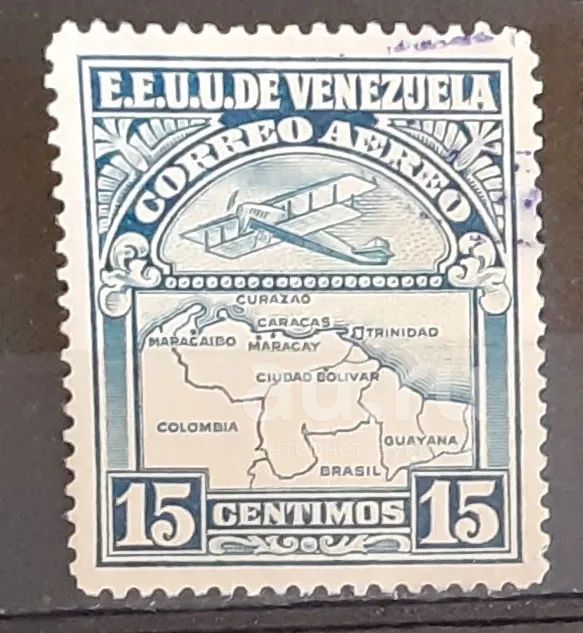 E.E.U.U. DE VENEZUELA
CORREO AEREO
CURAZAO
CARACAS
TRINIDAD
MARACAIBO
MARACAY
CIUDAD BOLIVAR
COLOMBIA
GUAYANA
BRASIL
15 CENTIMOS 15